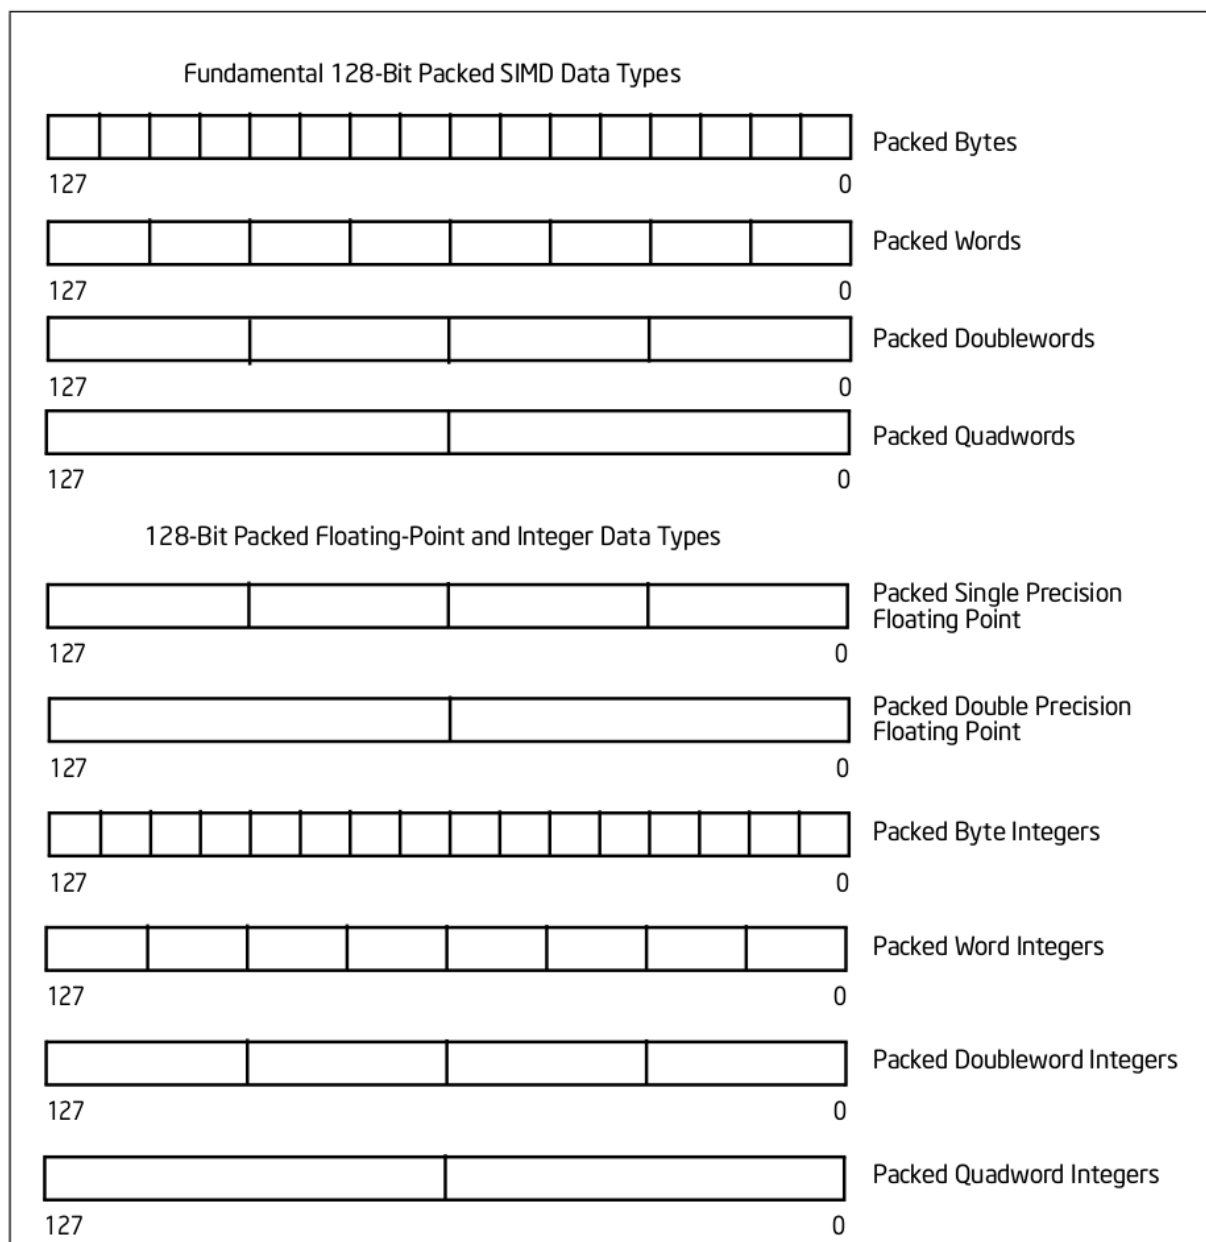 Fundamental 128-Bit Packed SIMD Data Types
Packed Bytes
127 0
Packed Words
127 0
Packed Doublewords
127 0
Packed Quadwords
127 0
128-Bit Packed Floating-Point and Integer Data Types
Packed Single Precision
Floating Point
127 0
Packed Double Precision
Floating Point
127 0
Packed Byte Integers
127 0
Packed Word Integers
127 0
Packed Doubleword Integers
127 0
Packed Quadword Integers
127 0